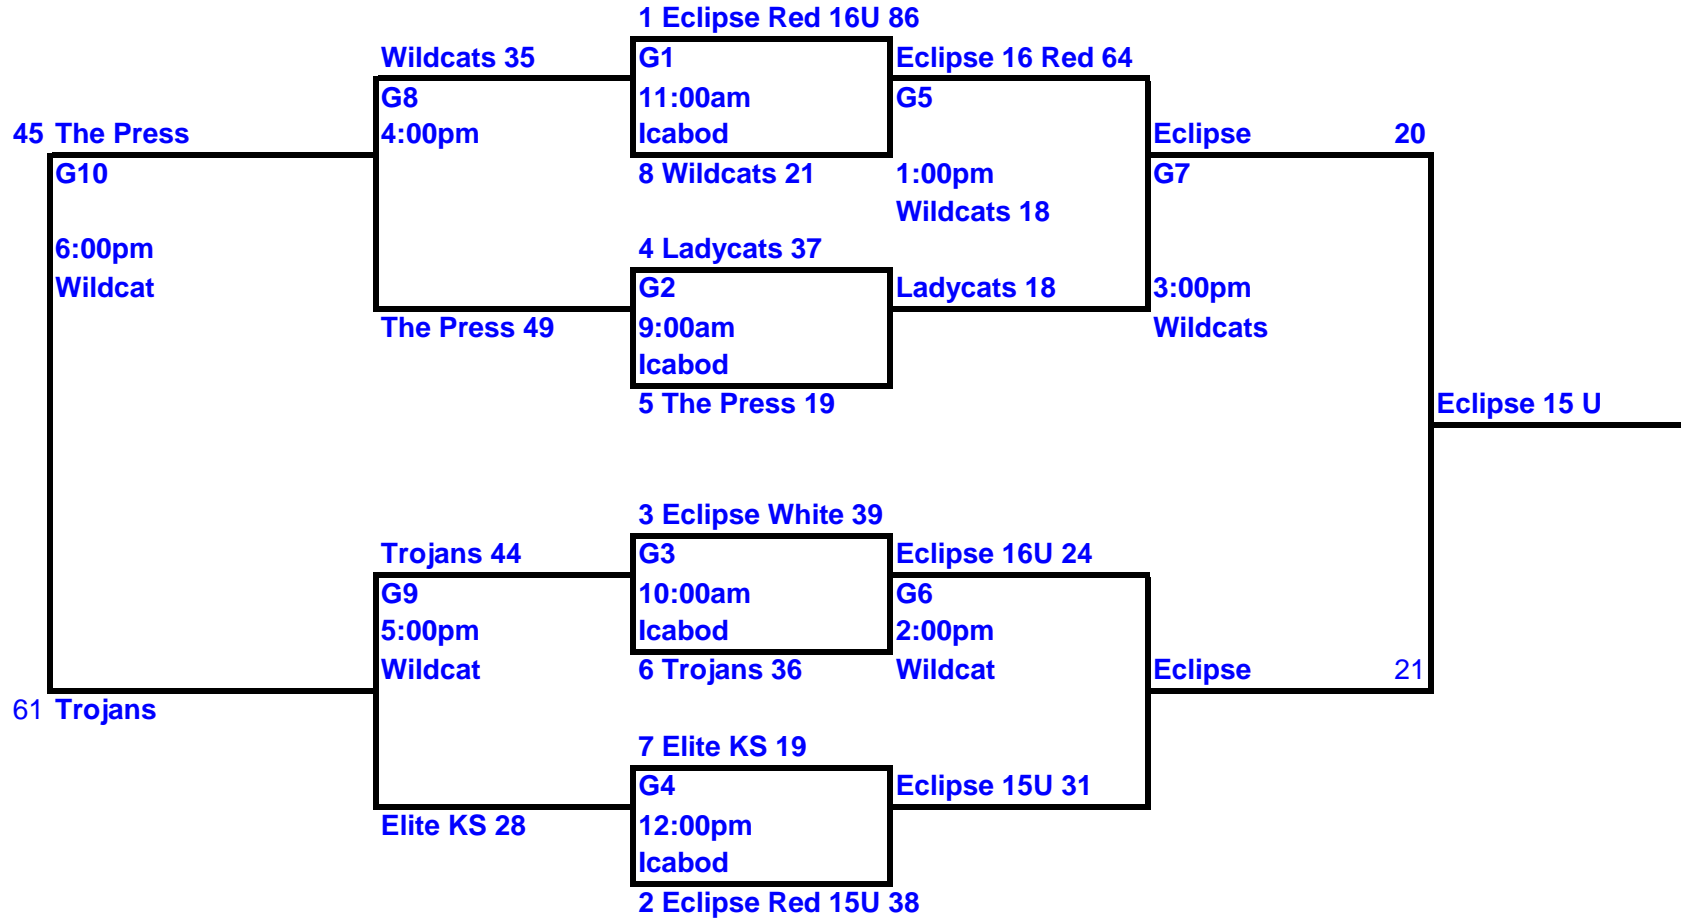 1 Eclipse Red 16U 86
Wildcats 35
G1
Eclipse 16 Red 64
G8
11:00am
G5
45 The Press
4:00pm
Icabod
Eclipse 20
G10
8 Wildcats 21
1:00pm
G7
Wildcats 18
6:00pm
4 Ladycats 37
Wildcat
G2
Ladycats 18
3:00pm
The Press 49
9:00am
Wildcats
Icabod
5 The Press 19
Eclipse 15 U
3 Eclipse White 39
Trojans 44
G3
Eclipse 16U 24
G9
10:00am
G6
5:00pm
Icabod
2:00pm
Wildcat
6 Trojans 36
Wildcat
Eclipse 21
61 Trojans
7 Elite KS 19
G4
Eclipse 15U 31
Elite KS 28
12:00pm
Icabod
2 Eclipse Red 15U 38